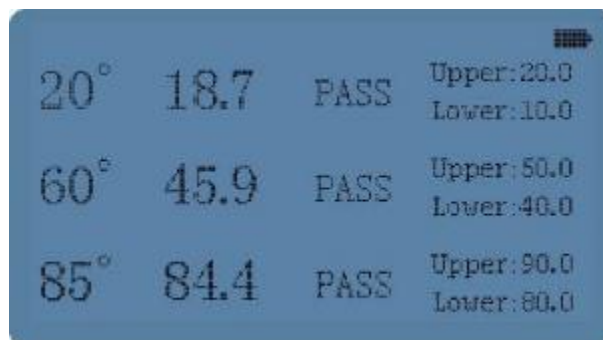 20° 18.7 PASS Upper:20.0
Lower:10.0
60° 45.9 PASS Upper:50.0
Lower:40.0
85° 84.4 PASS Upper:90.0
Lower:80.0